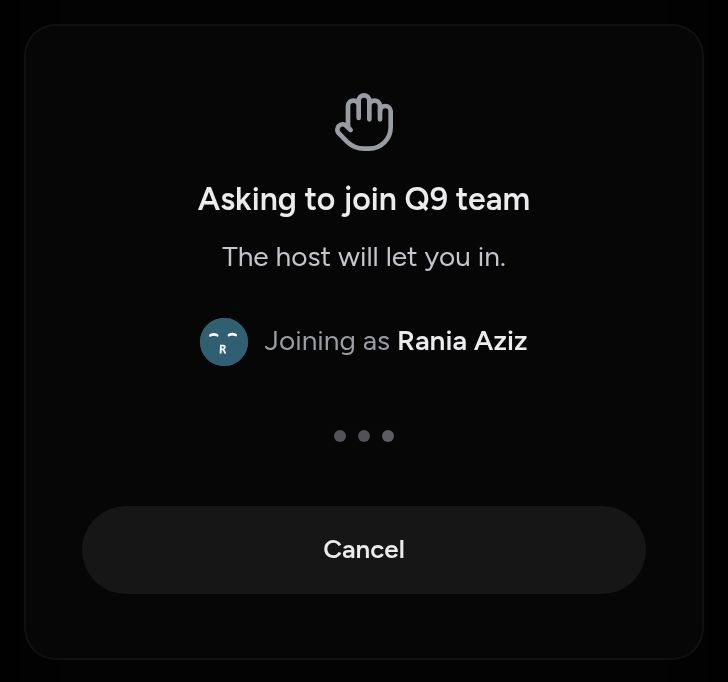 Asking to join Q9 team
The host will let you in.
R
Joining as Rania Aziz
Cancel